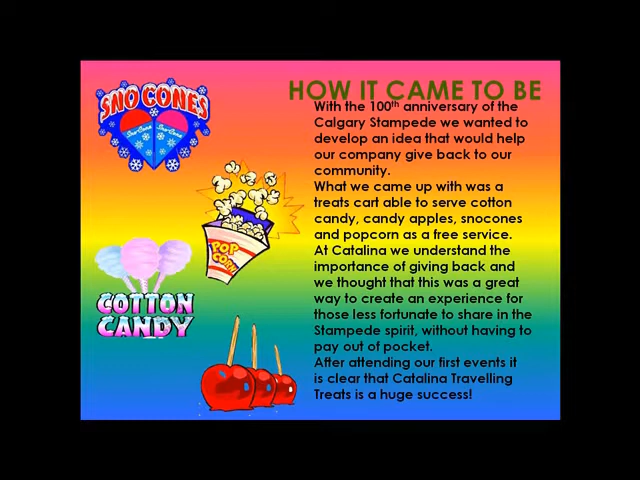 HOW IT CAME TO BE
With the 100th anniversary of the
Calgary Stampede we wanted to
develop an idea that would help
our company give back to our
community.
What we came up with was a
treats cart able to serve cotton
candy, candy apples, snocones
and popcorn as a free service.
At Catalina we understand the
importance of giving back and
we thought that this was a great
way to create an experience for
those less fortunate to share in the
Stampede spirit, without having to
pay out of pocket.
After attending our first events it
is clear that Catalina Travelling
Treats is a huge success!
SNO CONES
Sno-Cone
Sno-Cone
POP
CORN
COTTON
CANDY